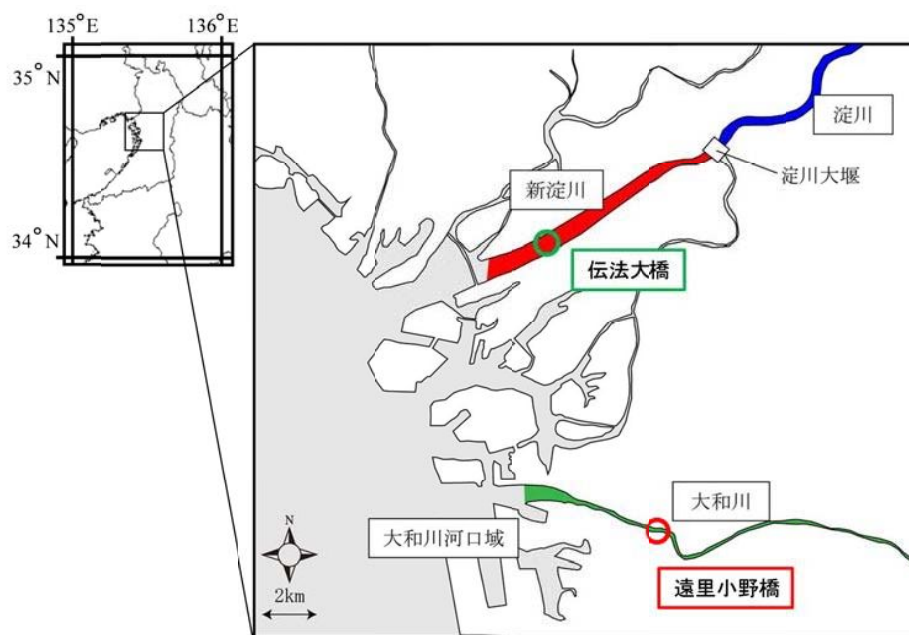 135°E
136°E
35°N
34°N
淀川
淀川大堰
新淀川
伝法大橋
大和川
大和川河口域
遠里小野橋
N
2km